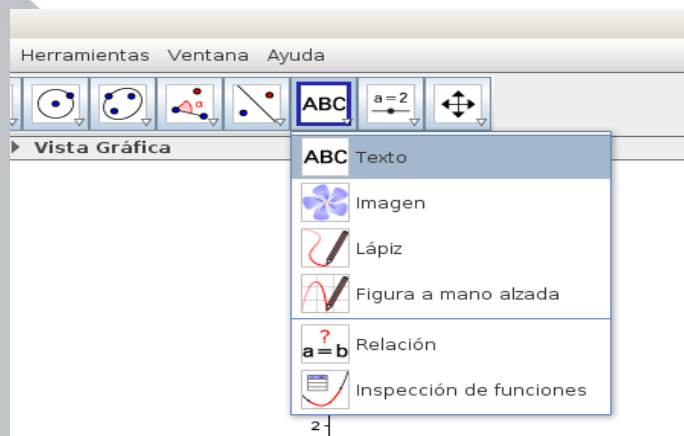 Herramientas Ventana Ayuda
α ABC a=2
Vista Gráfica
ABC Texto
Imagen
Lápiz
Figura a mano alzada
? a=b Relación
Inspección de funciones
2